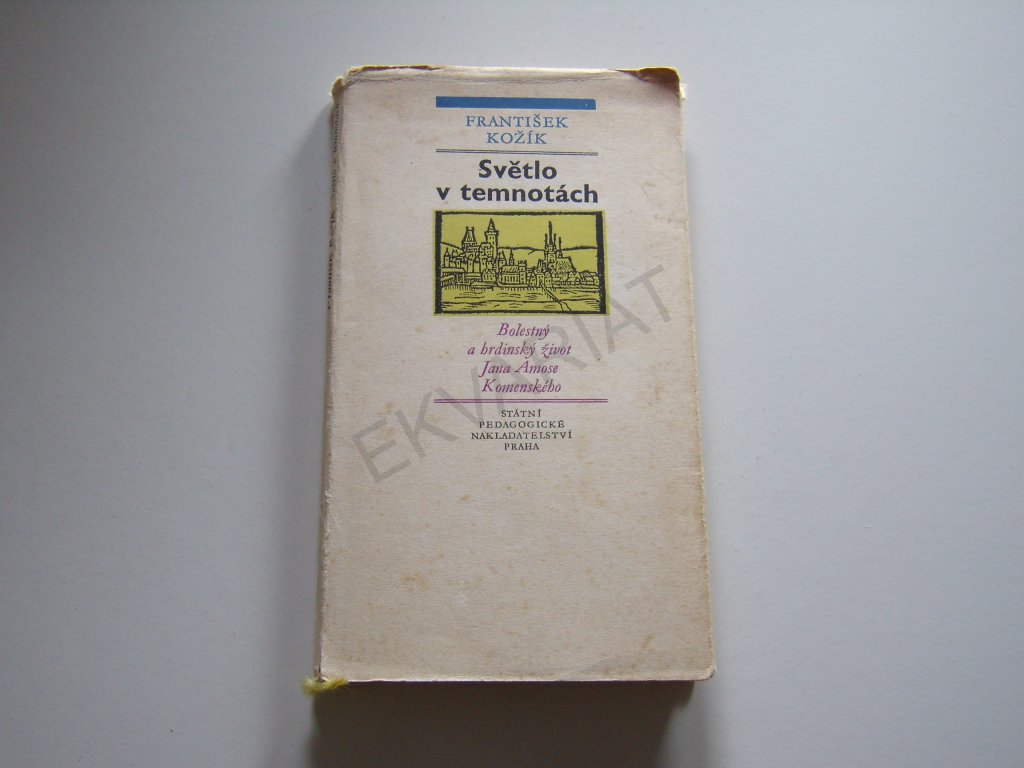 FRANTIŠEK
KOŽÍK
Světlo
v temnotách
Bolestný
a hrdinský život
Jana Amose
Komenského
STÁTNÍ
PEDAGOGICKÉ
NAKLADATELSTVÍ
PRAHA
EKVARIAT